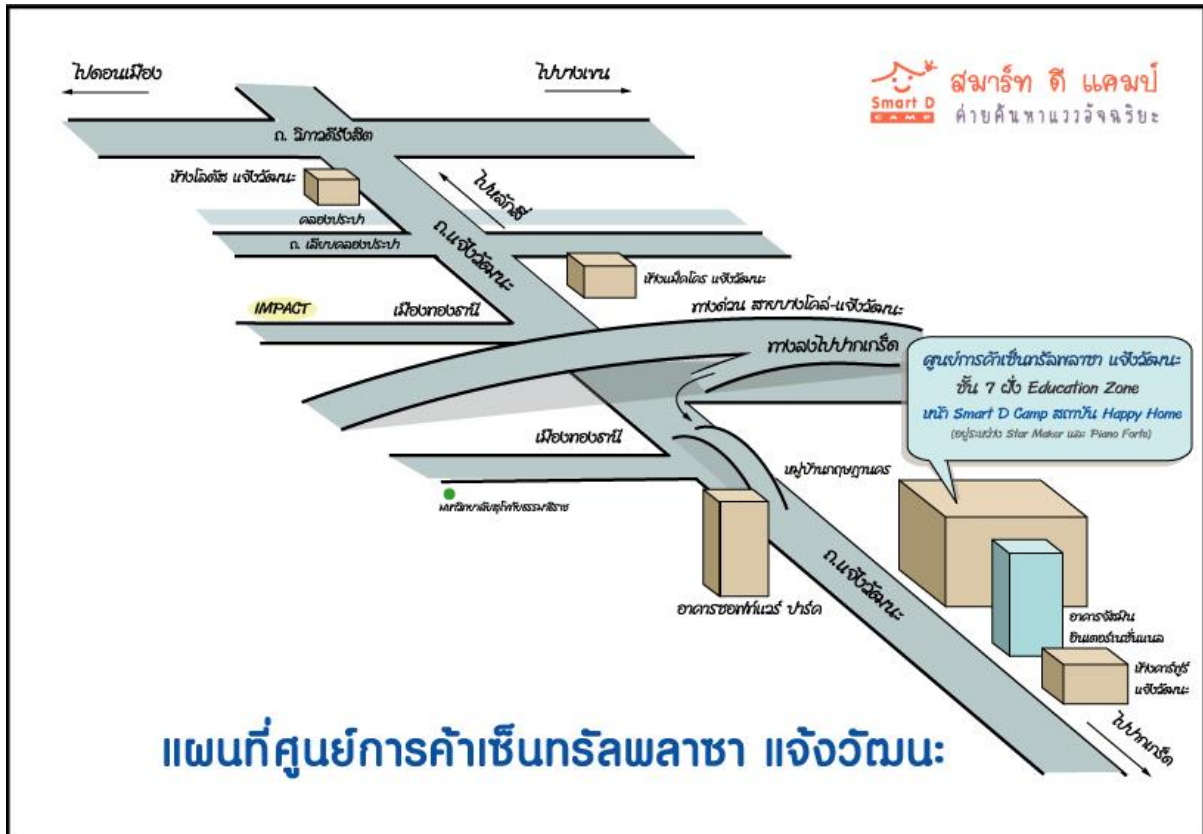 ไปดอนเมือง
ไปบางเขน
Smart D
CAMP
สมาร์ท ดี แคมป์
ค่ายค้นหาแววอัจฉริยะ
ถ. วิภาวดีรังสิต
ห้างโลตัส แจ้งวัฒนะ
ไปหลักสี่
คลองประปา
ถ. เลียบคลองประปา
ถ.แจ้งวัฒนะ
ห้างแม็คโคร แจ้งวัฒนะ
IMPACT
เมืองทองธานี
ทางด่วน สายบางโคล่-แจ้งวัฒนะ
ทางลงไปปากเกร็ด
ศูนย์การค้าเซ็นทรัลพลาซา แจ้งวัฒนะ
ชั้น 7 ฝั่ง Education Zone
หน้า Smart D Camp สถาบัน Happy Home
(อยู่ระหว่าง Star Maker และ Piano Forte)
เมืองทองธานี
หมู่บ้านกฤษฎานคร
มหาวิทยาลัยสุโขทัยธรรมาธิราช
ถ.แจ้งวัฒนะ
อาคารซอฟท์แวร์ ปาร์ค
อาคารจัสมิน
อินเตอร์เนชั่นแนล
ห้างคาร์ฟูร์
แจ้งวัฒนะ
ไปปากเกร็ด
แผนที่ศูนย์การค้าเซ็นทรัลพลาซา แจ้งวัฒนะ